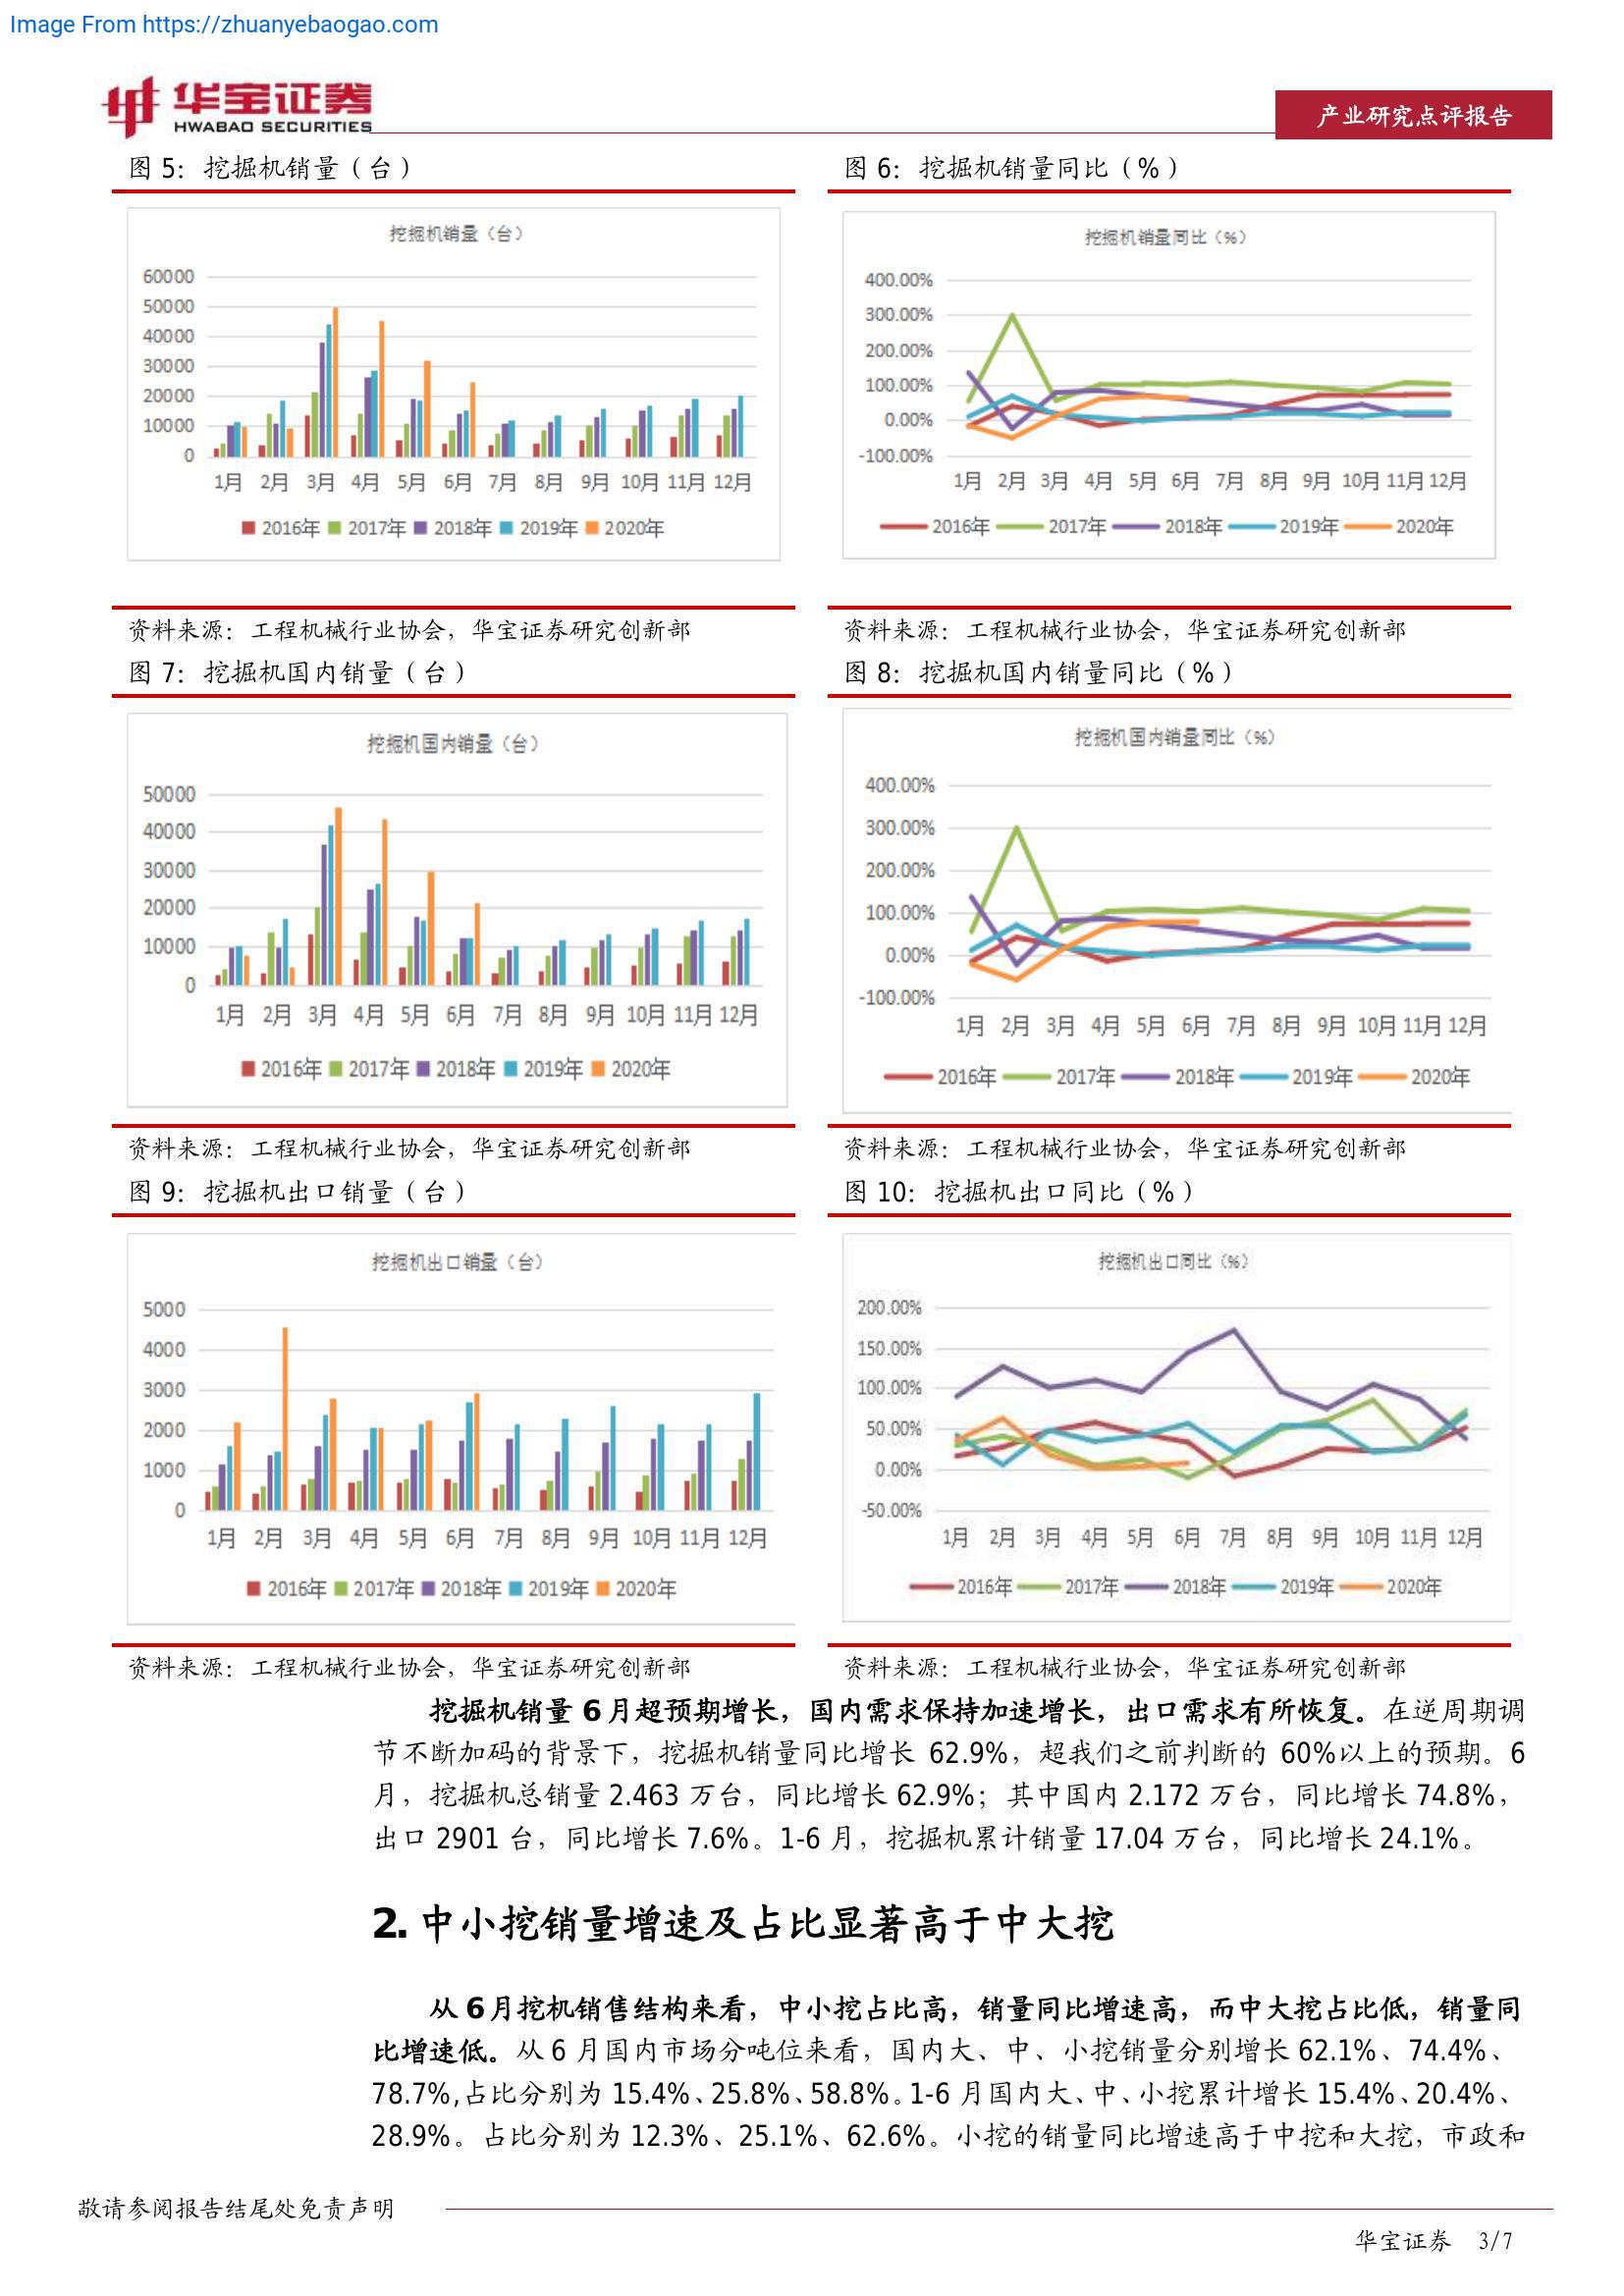 Image From https://zhuanyebaogao.com
华宝证券
HWABAO SECURITIES
产业研究点评报告
图 5：挖掘机销量（台）
挖掘机销量（台）
60000
50000
40000
30000
20000
10000
0
1月 2月 3月 4月 5月 6月 7月 8月 9月 10月 11月 12月
2016年 2017年 2018年 2019年 2020年
资料来源：工程机械行业协会，华宝证券研究创新部
图 6：挖掘机销量同比（%）
挖掘机销量同比（%）
400.00%
300.00%
200.00%
100.00%
0.00%
-100.00%
1月 2月 3月 4月 5月 6月 7月 8月 9月 10月 11月 12月
2016年 2017年 2018年 2019年 2020年
资料来源：工程机械行业协会，华宝证券研究创新部
图 7：挖掘机国内销量（台）
挖掘机国内销量（台）
50000
40000
30000
20000
10000
0
1月 2月 3月 4月 5月 6月 7月 8月 9月 10月 11月 12月
2016年 2017年 2018年 2019年 2020年
资料来源：工程机械行业协会，华宝证券研究创新部
图 8：挖掘机国内销量同比（%）
挖掘机国内销量同比（%）
400.00%
300.00%
200.00%
100.00%
0.00%
-100.00%
1月 2月 3月 4月 5月 6月 7月 8月 9月 10月 11月 12月
2016年 2017年 2018年 2019年 2020年
资料来源：工程机械行业协会，华宝证券研究创新部
图 9：挖掘机出口销量（台）
挖掘机出口销量（台）
5000
4000
3000
2000
1000
0
1月 2月 3月 4月 5月 6月 7月 8月 9月 10月 11月 12月
2016年 2017年 2018年 2019年 2020年
资料来源：工程机械行业协会，华宝证券研究创新部
图 10：挖掘机出口同比（%）
挖掘机出口同比（%）
200.00%
150.00%
100.00%
50.00%
0.00%
-50.00%
1月 2月 3月 4月 5月 6月 7月 8月 9月 10月 11月 12月
2016年 2017年 2018年 2019年 2020年
资料来源：工程机械行业协会，华宝证券研究创新部
挖掘机销量 6 月超预期增长，国内需求保持加速增长，出口需求有所恢复。在逆周期调
节不断加码的背景下，挖掘机销量同比增长 62.9%，超我们之前判断的 60%以上的预期。6
月，挖掘机总销量 2.463 万台，同比增长 62.9%；其中国内 2.172 万台，同比增长 74.8%，
出口 2901 台，同比增长 7.6%。1-6 月，挖掘机累计销量 17.04 万台，同比增长 24.1%。
2. 中小挖销量增速及占比显著高于中大挖
从 6 月挖机销售结构来看，中小挖占比高，销量同比增速高，而中大挖占比低，销量同
比增速低。从 6 月国内市场分吨位来看，国内大、中、小挖销量分别增长 62.1%、74.4%、
78.7%,占比分别为 15.4%、25.8%、58.8%。1-6 月国内大、中、小挖累计增长 15.4%、20.4%、
28.9%。占比分别为 12.3%、25.1%、62.6%。小挖的销量同比增速高于中挖和大挖，市政和
敬请参阅报告结尾处免责声明
华宝证券 3/7